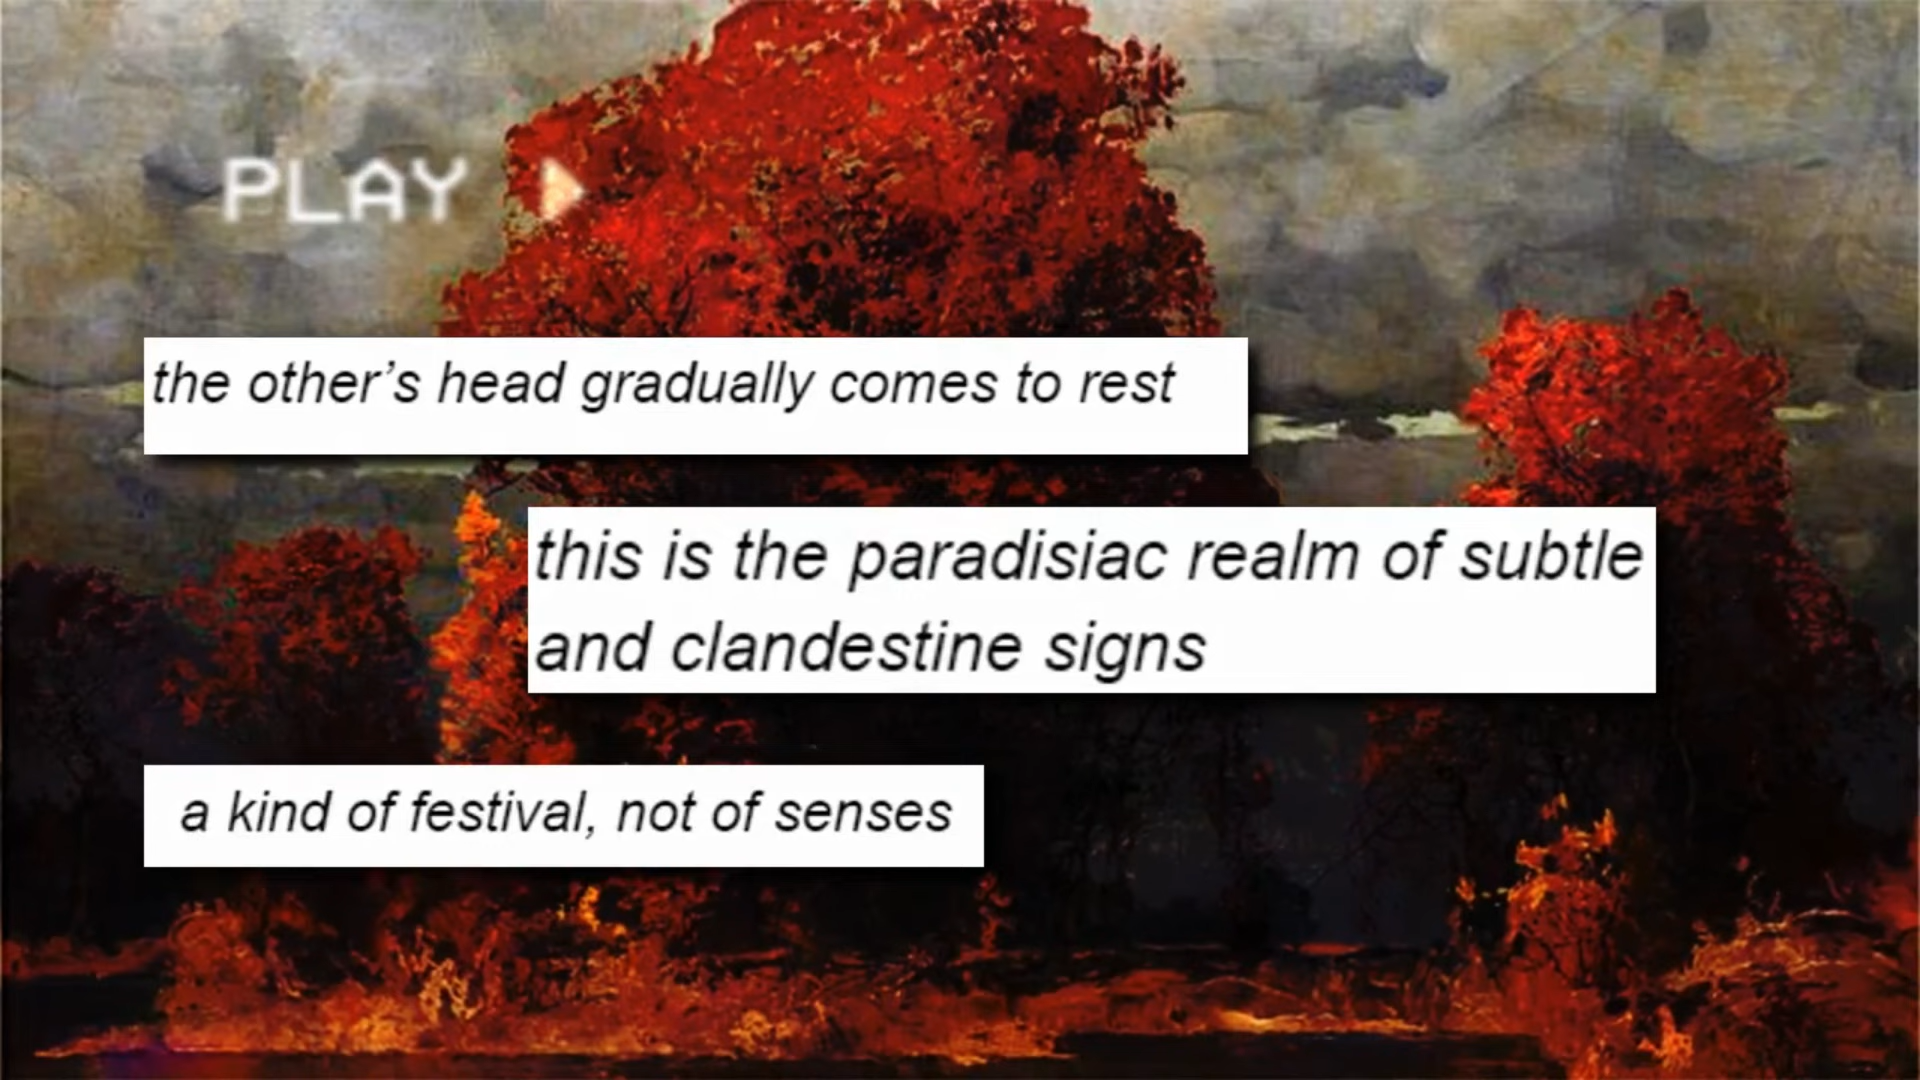 PLAY
the other’s head gradually comes to rest
this is the paradisiac realm of subtle
and clandestine signs
a kind of festival, not of senses